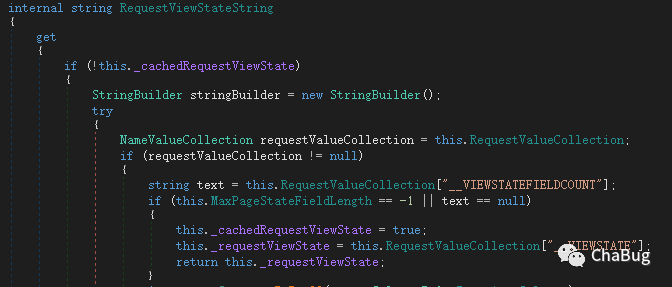 internal string RequestViewStateString
{
get
{
if (!this._cachedRequestViewState)
{
StringBuilder stringBuilder = new StringBuilder();
try
{
NameValueCollection requestValueCollection = this.RequestValueCollection;
if (requestValueCollection != null)
{
string text = this.RequestValueCollection["__VIEWSTATEFIELDCOUNT"];
if (this.MaxPageStateFieldLength == -1 || text == null)
{
this._cachedRequestViewState = true;
this._requestViewState = this.RequestValueCollection["__VIEWSTATE"];
return this._requestViewState;
}
ChaBug